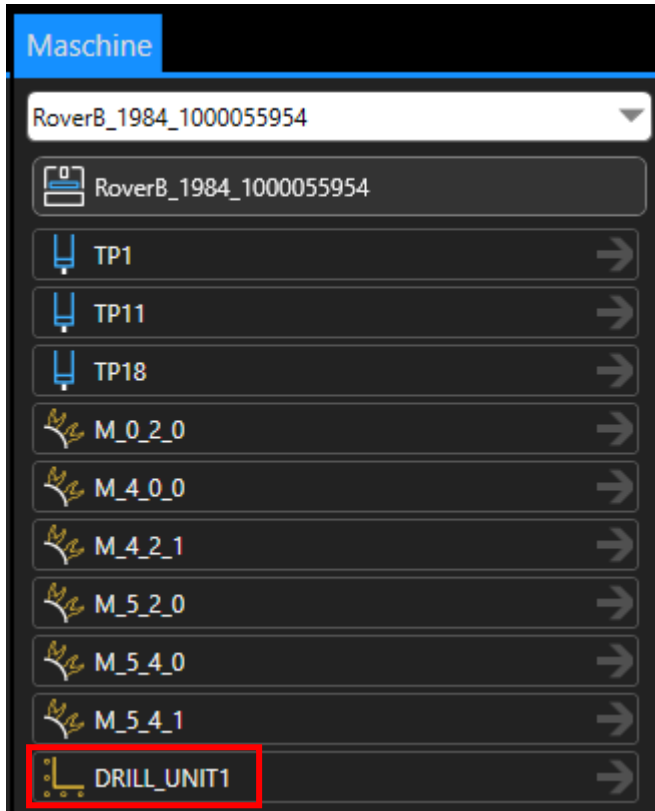 Maschine
RoverB_1984_1000055954
RoverB_1984_1000055954
TP1
TP11
TP18
M_0_2_0
M_4_0_0
M_4_2_1
M_5_2_0
M_5_4_0
M_5_4_1
DRILL_UNIT1